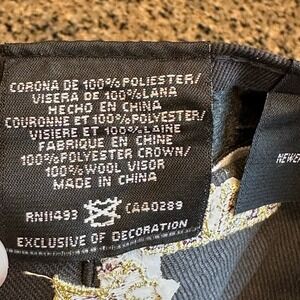 CORONA DE 100%POLIESTER/
VISERA DE 100%LANA
HECHO EN CHINA
COURONNE ET 100%POLYESTER/
VISIERE ET 100%LAINE
FABRIQUE EN CHINE
100%POLYESTER CROWN/
100%WOOL VISOR
MADE IN CHINA
RN11493 CA40289
EXCLUSIVE OF DECORATION